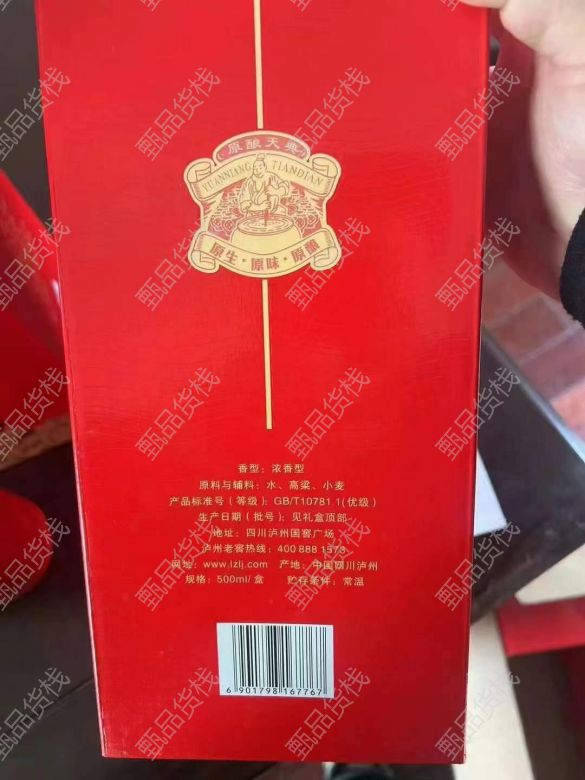 原酿天典
YUANNIANG TIANDIAN
原生·原味·原酿
香型：浓香型
原料与辅料：水、高粱、小麦
产品标准号（等级）：GB/T10781.1(优级)
生产日期（批号）：见礼盒顶部
地址：四川泸州国窖广场
泸州老窖热线：400 888 1573
网址：www.lzlj.com 产地：中国四川泸州
规格：500ml/盒 贮存条件：常温
6 901798 167767
甄品货栈